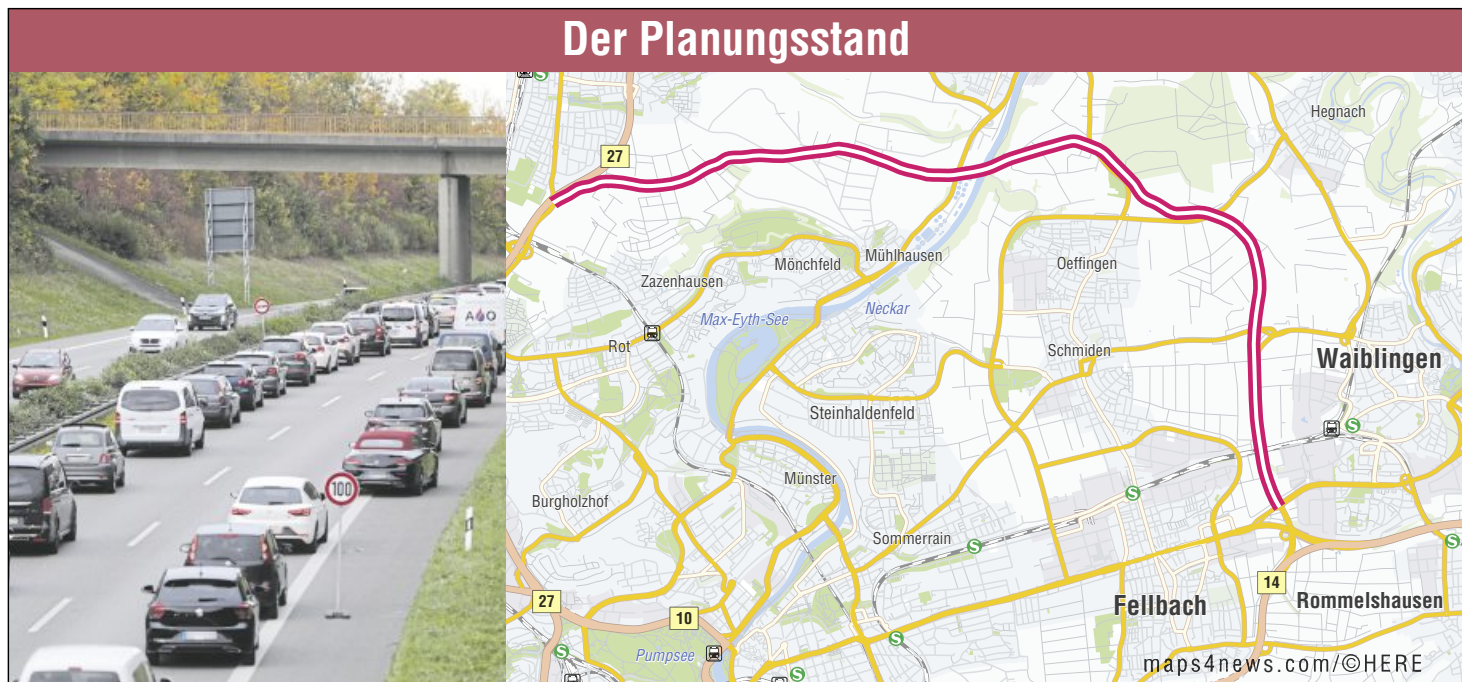 Der Planungsstand
A O
100
27
Hegnach
Mönchfeld
Mühlhausen
Oeffingen
Zazenhausen
Max-Eyth-See
Neckar
Rot
Schmiden
Waiblingen
Steinhaldenfeld
Münster
Burgholzhof
Sommerrain
27
10
14
Fellbach
Rommelshausen
Pumpsee
S
S
S
S
S
S
S
S
maps4news.com/©HERE